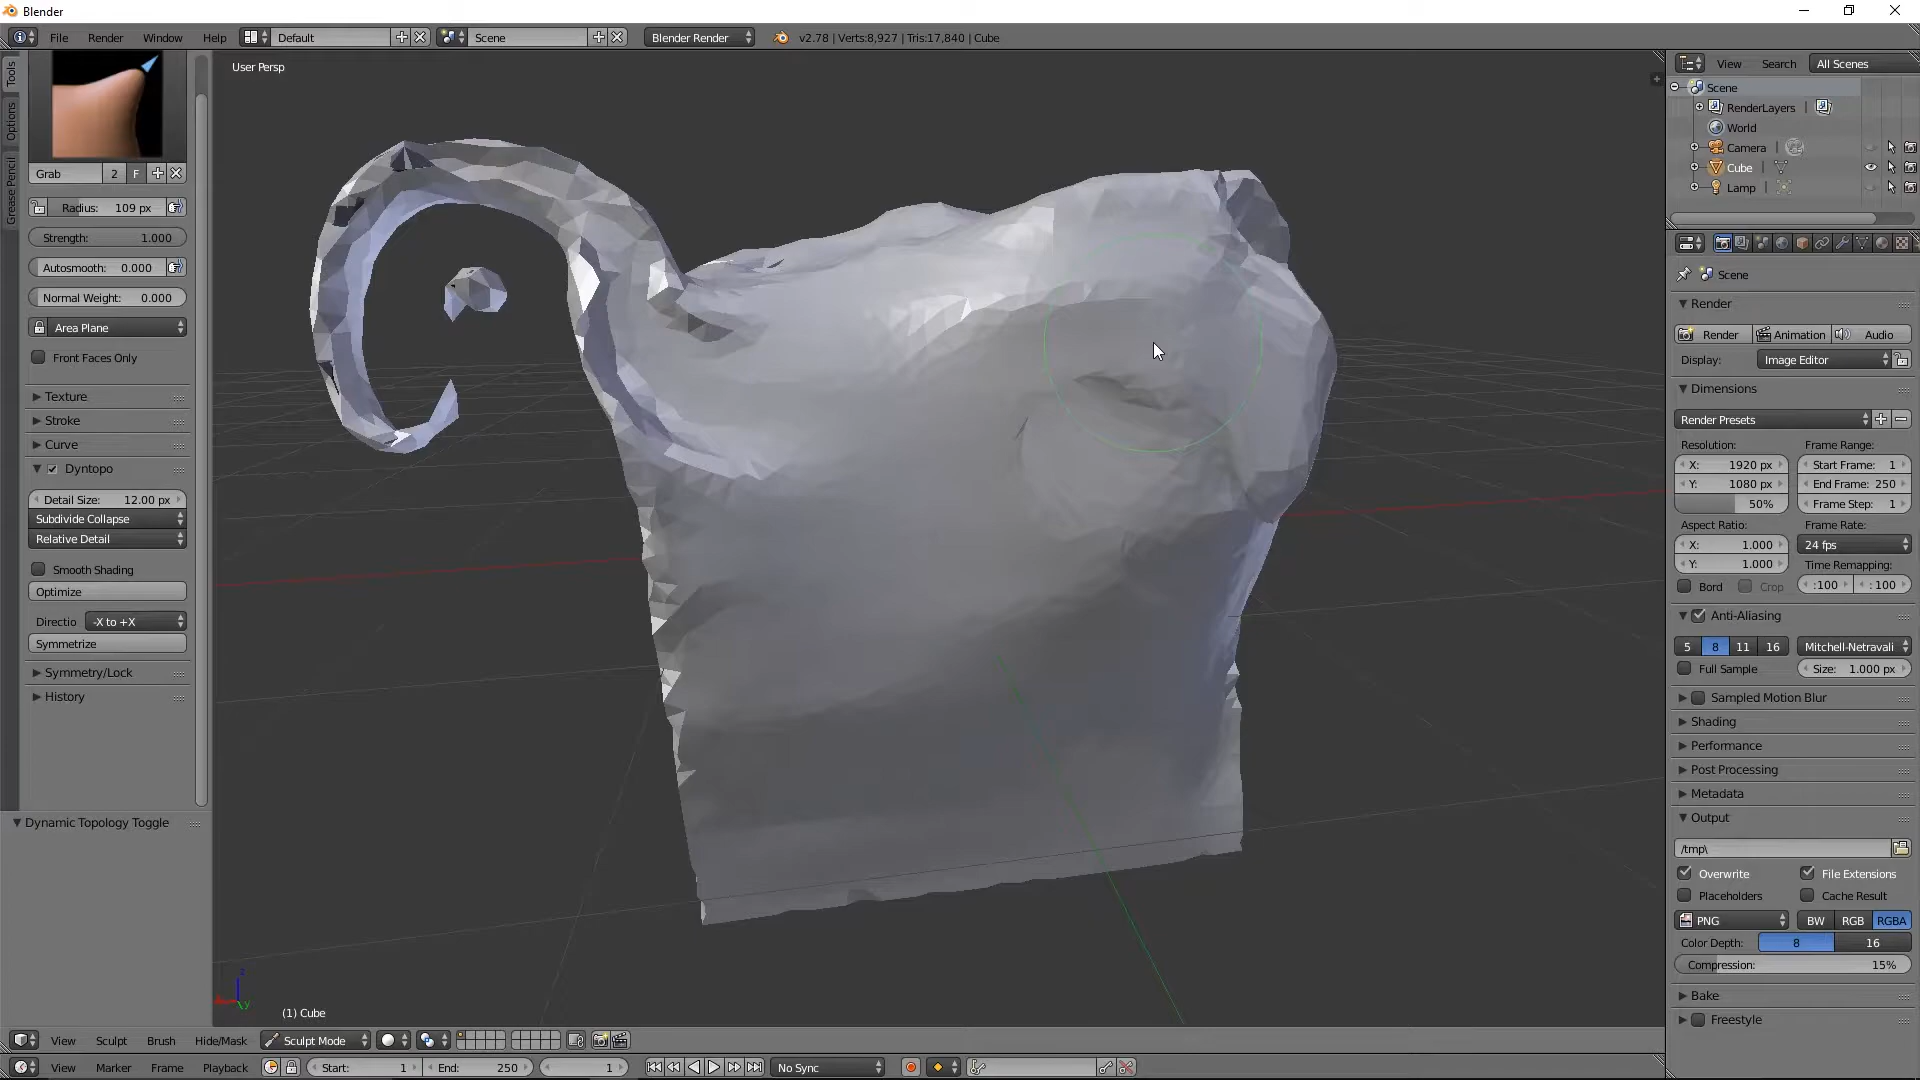 Blender
File Render Window Help Default Scene Blender Render v2.78 | Verts:8,927 | Tris:17,840 | Cube
Tools
Options
Grease Pencil
Grab 2 F
Radius: 109 px
Strength: 1.000
Autosmooth: 0.000
Normal Weight: 0.000
Area Plane
Front Faces Only
Texture
Stroke
Curve
Dyntopo
Detail Size: 12.00 px
Subdivide Collapse
Relative Detail
Smooth Shading
Optimize
Directio -X to +X
Symmetrize
Symmetry/Lock
History
Dynamic Topology Toggle
User Persp
z
y
(1) Cube
View Sculpt Brush Hide/Mask Sculpt Mode
View Marker Frame Playback Start: 1 End: 250 1 No Sync
View Search All Scenes
Scene
RenderLayers |
World
Camera |
Cube |
Lamp |
Scene
Render
Render Animation Audio
Display: Image Editor
Dimensions
Render Presets
Resolution: Frame Range:
X: 1920 px Start Frame: 1
Y: 1080 px End Frame: 250
50% Frame Step: 1
Aspect Ratio: Frame Rate:
X: 1.000 24 fps
Y: 1.000 Time Remapping:
Bord Crop :100 : 100
Anti-Aliasing
5 8 11 16 Mitchell-Netravali
Full Sample Size: 1.000 px
Sampled Motion Blur
Shading
Performance
Post Processing
Metadata
Output
/tmp\
Overwrite File Extensions
Placeholders Cache Result
PNG BW RGB RGBA
Color Depth: 8 16
Compression: 15%
Bake
Freestyle